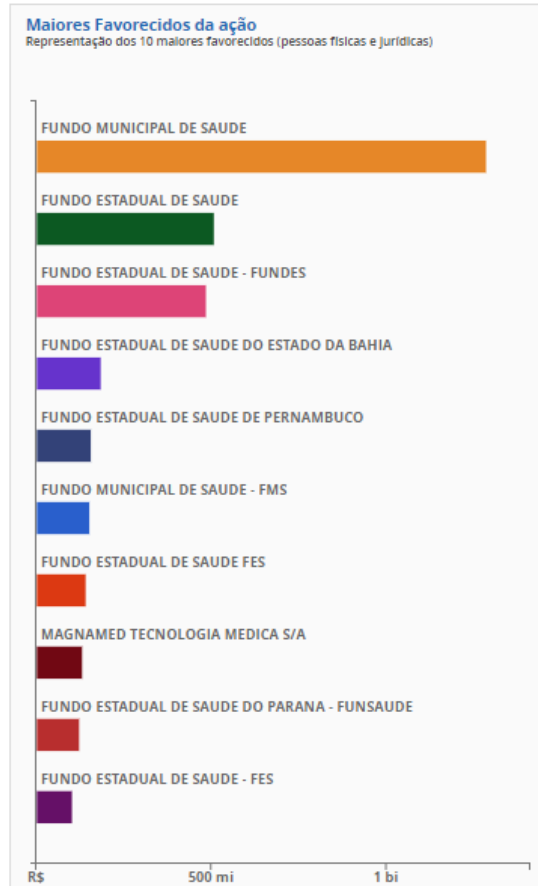 Maiores Favorecidos da ação
Representação dos 10 maiores favorecidos (pessoas físicas e jurídicas)
FUNDO MUNICIPAL DE SAUDE
FUNDO ESTADUAL DE SAUDE
FUNDO ESTADUAL DE SAUDE - FUNDES
FUNDO ESTADUAL DE SAUDE DO ESTADO DA BAHIA
FUNDO ESTADUAL DE SAUDE DE PERNAMBUCO
FUNDO MUNICIPAL DE SAUDE - FMS
FUNDO ESTADUAL DE SAUDE FES
MAGNAMED TECNOLOGIA MEDICA S/A
FUNDO ESTADUAL DE SAUDE DO PARANA - FUNSAUDE
FUNDO ESTADUAL DE SAUDE - FES
R$ 500 mi 1 bi